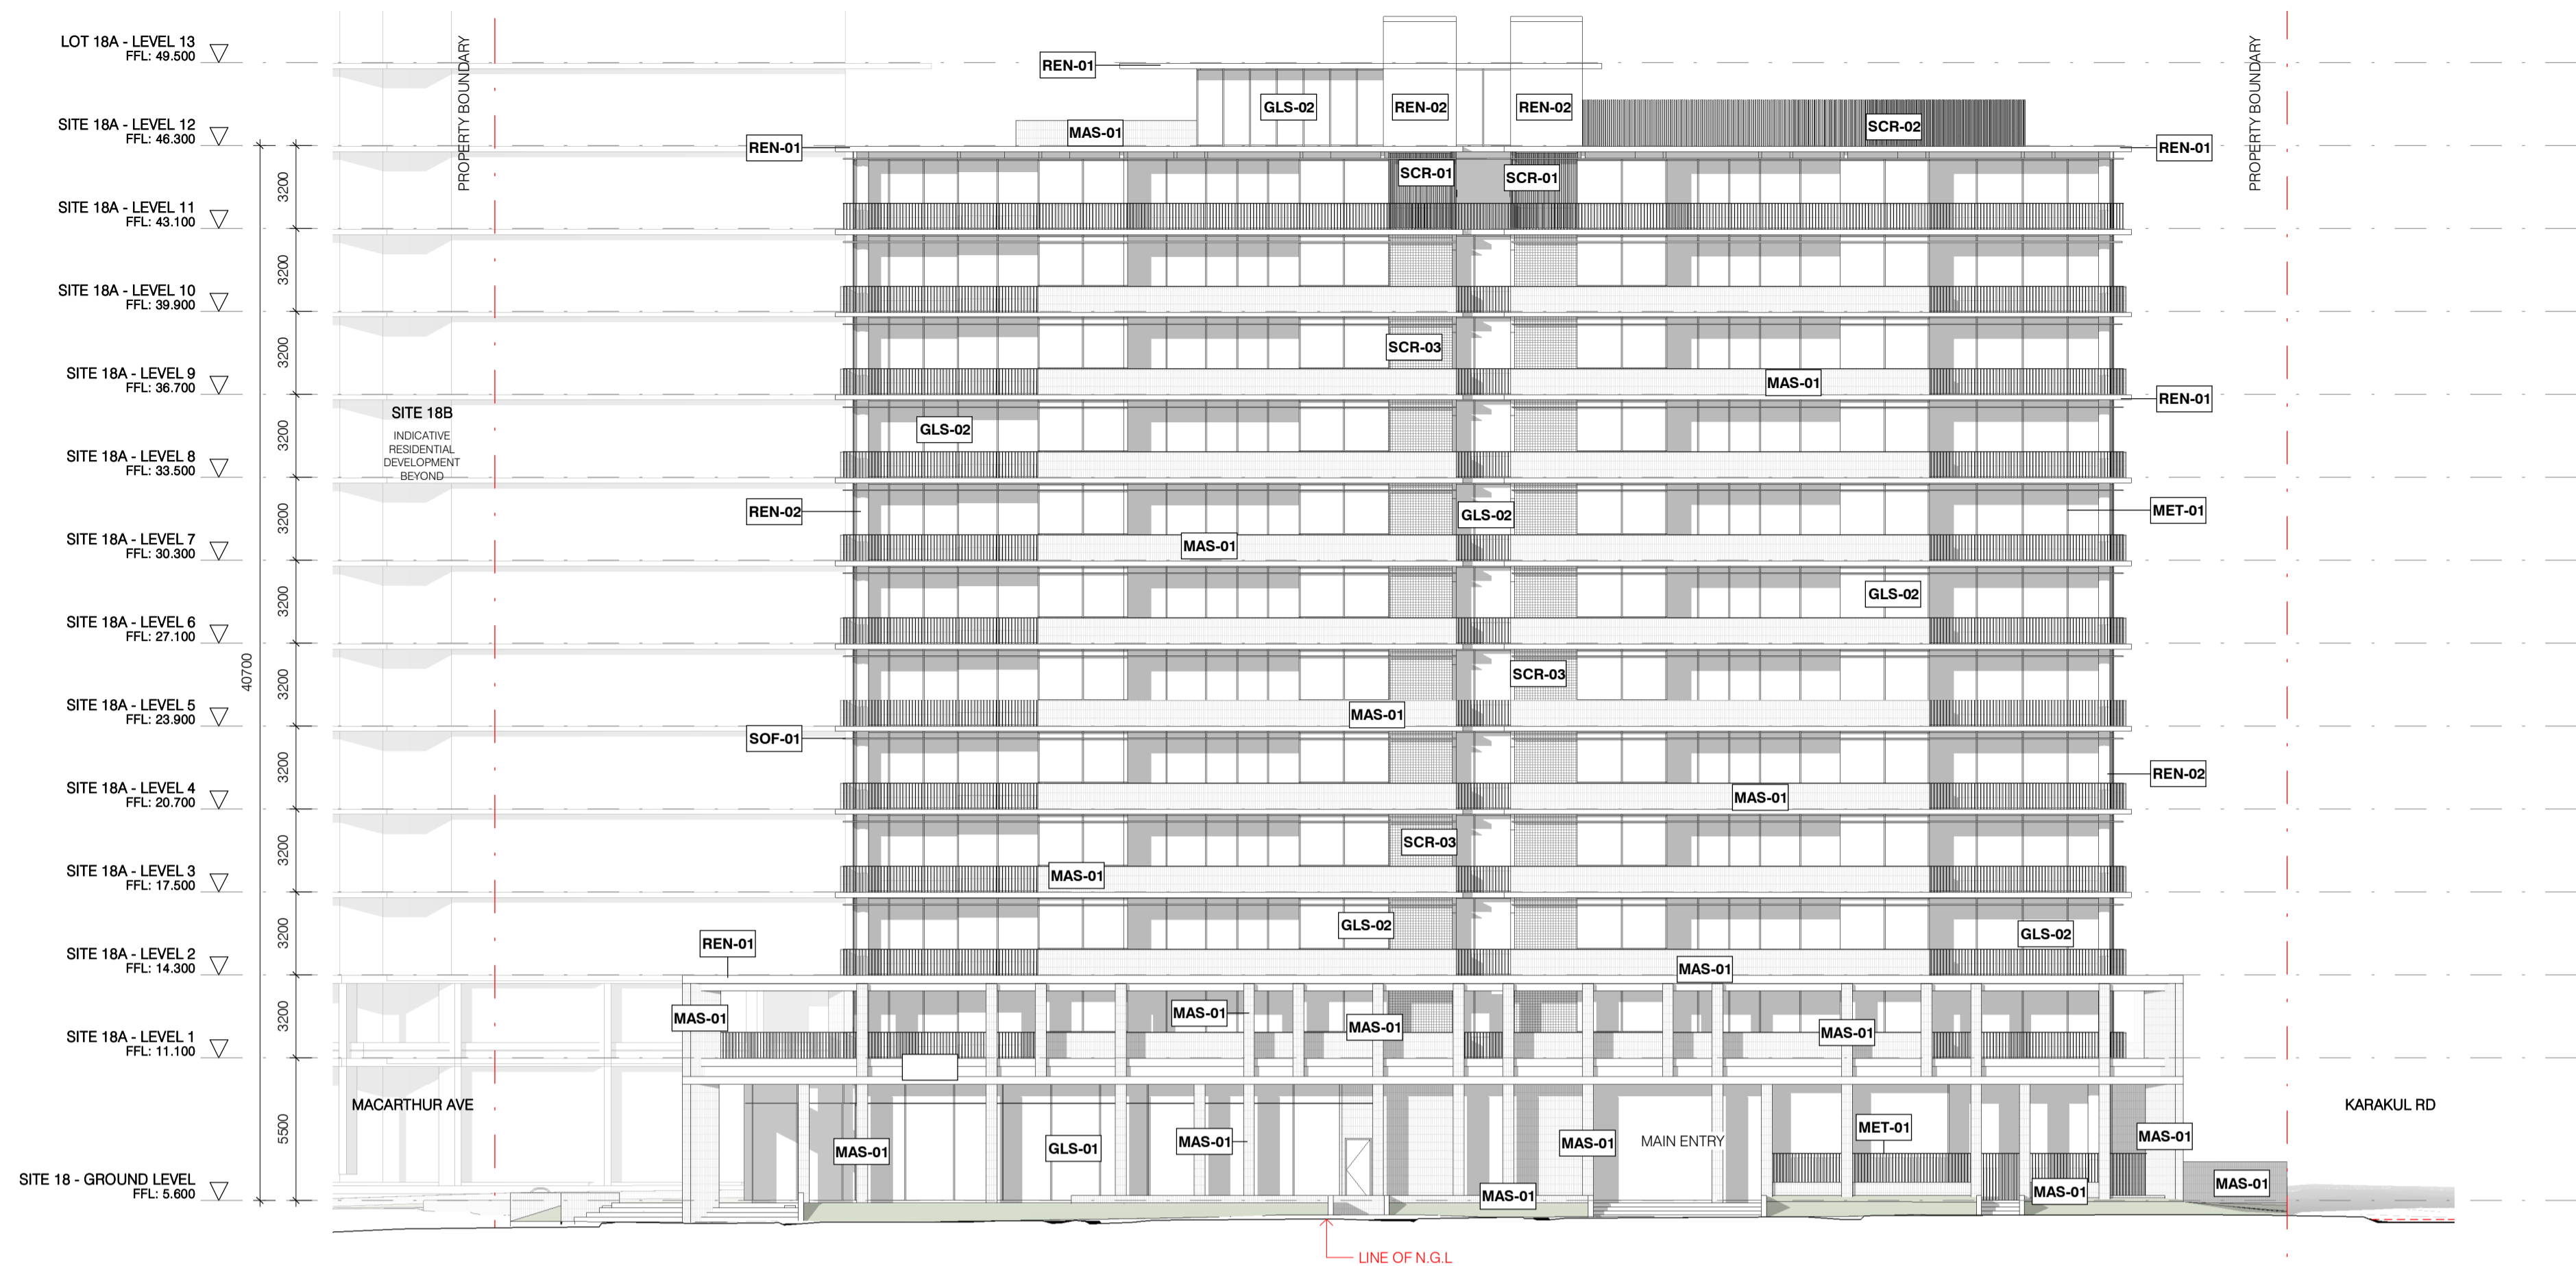 LOT 18A - LEVEL 13
FFL: 49.500
SITE 18A - LEVEL 12
FFL: 46.300
SITE 18A - LEVEL 11
FFL: 43.100
SITE 18A - LEVEL 10
FFL: 39.900
SITE 18A - LEVEL 9
FFL: 36.700
SITE 18A - LEVEL 8
FFL: 33.500
SITE 18A - LEVEL 7
FFL: 30.300
SITE 18A - LEVEL 6
FFL: 27.100
SITE 18A - LEVEL 5
FFL: 23.900
SITE 18A - LEVEL 4
FFL: 20.700
SITE 18A - LEVEL 3
FFL: 17.500
SITE 18A - LEVEL 2
FFL: 14.300
SITE 18A - LEVEL 1
FFL: 11.100
SITE 18 - GROUND LEVEL
FFL: 5.600
40700
3200
3200
3200
3200
3200
3200
3200
3200
3200
3200
3200
5500
PROPERTY BOUNDARY
SITE 18B
INDICATIVE
RESIDENTIAL
DEVELOPMENT
BEYOND
MACARTHUR AVE
REN-01
GLS-02
REN-02
REN-02
MAS-01
SCR-02
REN-01
REN-01
SCR-01
SCR-01
SCR-03
MAS-01
REN-01
GLS-02
REN-02
GLS-02
MET-01
MAS-01
GLS-02
SCR-03
MAS-01
SOF-01
REN-02
MAS-01
SCR-03
MAS-01
GLS-02
GLS-02
REN-01
MAS-01
MAS-01
MAS-01
MAS-01
MAS-01
MAS-01
GLS-01
MAS-01
MAS-01
MAIN ENTRY
MET-01
MAS-01
MAS-01
MAS-01
MAS-01
PROPERTY BOUNDARY
KARAKUL RD
LINE OF N.G.L